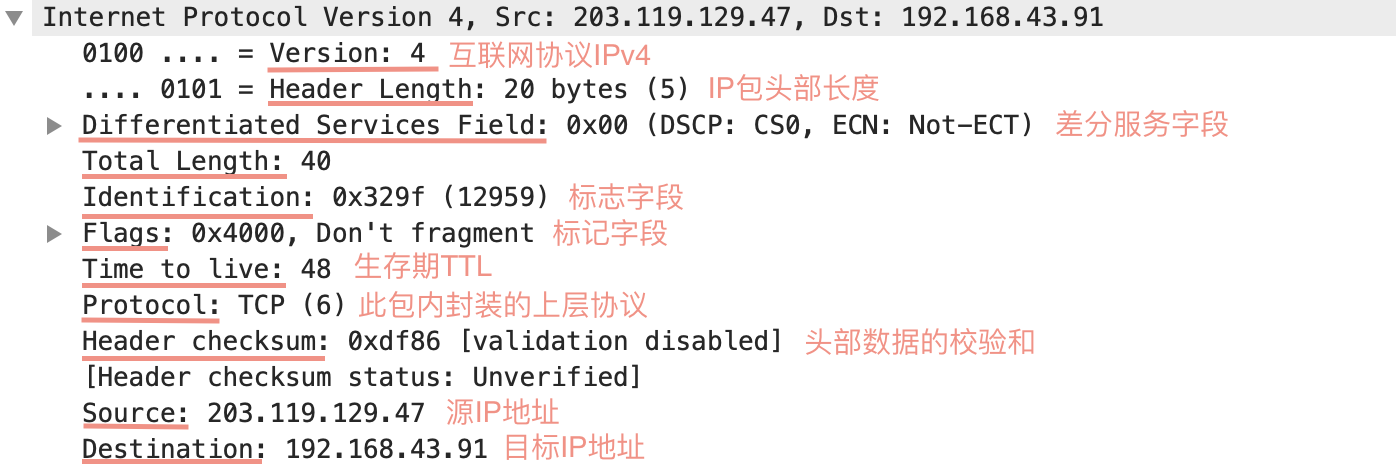 Internet Protocol Version 4, Src: 203.119.129.47, Dst: 192.168.43.91
0100 .... = Version: 4 互联网协议IPv4
.... 0101 = Header Length: 20 bytes (5) IP包头部长度
Differentiated Services Field: 0x00 (DSCP: CS0, ECN: Not-ECT) 差分服务字段
Total Length: 40
Identification: 0x329f (12959) 标志字段
Flags: 0x4000, Don't fragment 标记字段
Time to live: 48 生存期TTL
Protocol: TCP (6) 此包内封装的上层协议
Header checksum: 0xdf86 [validation disabled] 头部数据的校验和
[Header checksum status: Unverified]
Source: 203.119.129.47 源IP地址
Destination: 192.168.43.91 目标IP地址